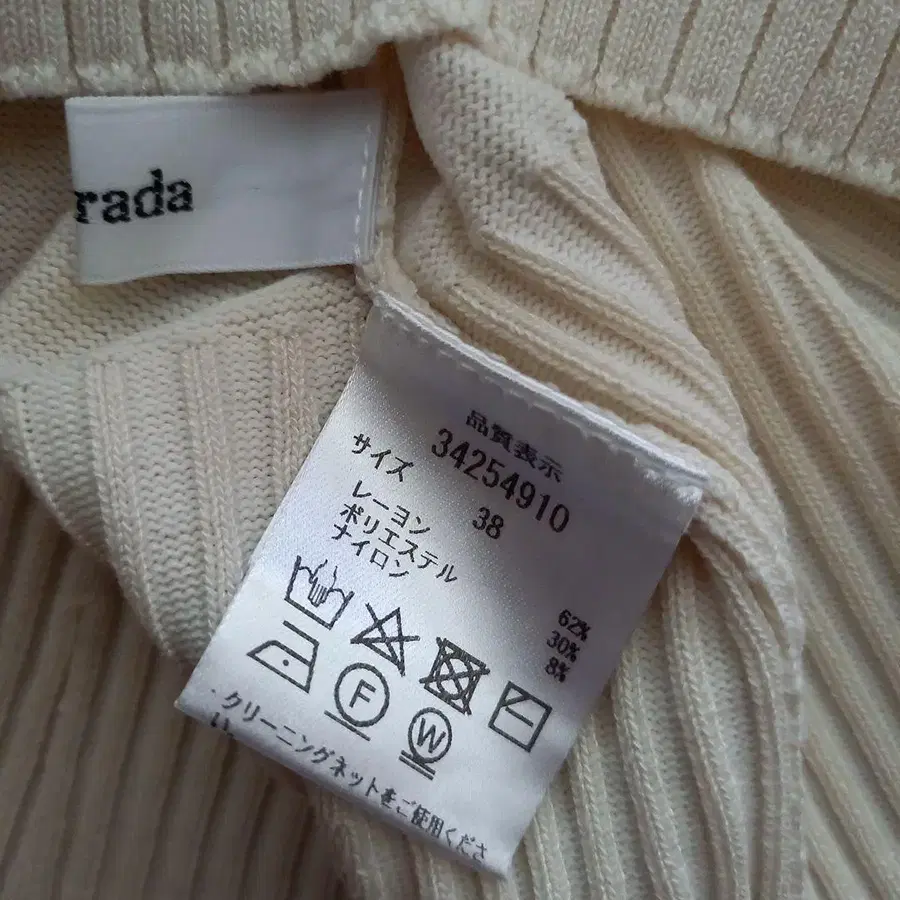 rada
品質表示
34254910
サイズ 38
レーヨン 62%
ポリエステル 30%
ナイロン 8%
F
W
・クリーニングネットをご使用くださ
い